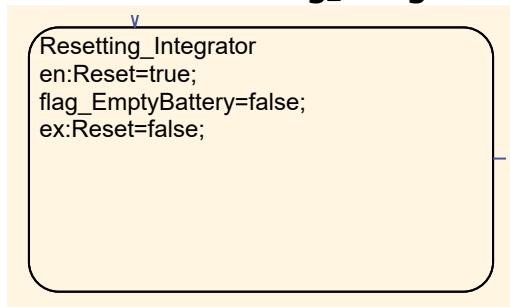 Resetting_Integrator
en:Reset=true;
flag_EmptyBattery=false;
ex:Reset=false;